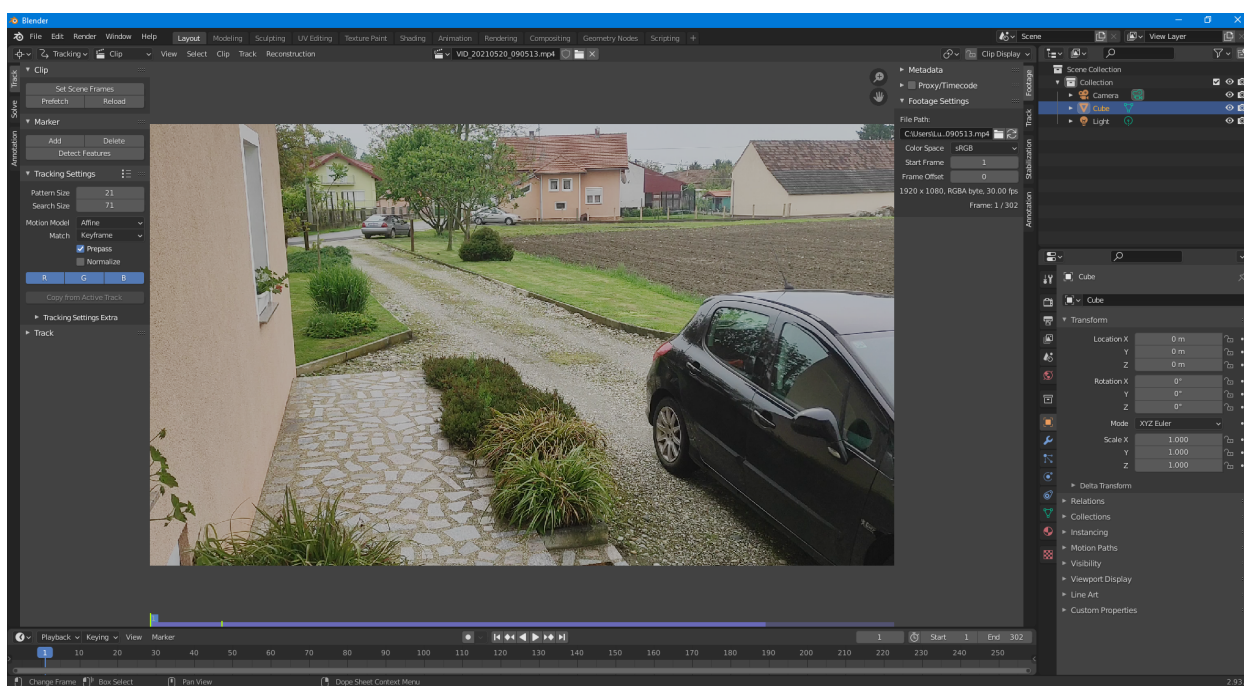 Blender
File Edit Render Window Help Layout Modeling Sculpting UV Editing Texture Paint Shading Animation Rendering Compositing Geometry Nodes Scripting + Scene View Layer
Tracking Clip View Select Clip Track Reconstruction VID_20210520_090513.mp4 Clip Display
Track
Solve
Annotation
Clip
Set Scene Frames
Prefetch Reload
Marker
Add Delete
Detect Features
Tracking Settings
Pattern Size 21
Search Size 71
Motion Model Affine
Match Keyframe
Prepass
Normalize
R G B
Copy from Active Track
Tracking Settings Extra
Track
Metadata
Proxy/Timecode
Footage Settings
File Path:
C:\Users\Lu..090513.mp4
Color Space sRGB
Start Frame 1
Frame Offset 0
1920 x 1080, RGBA byte, 30.00 fps
Frame: 1 / 302
Footage
Track
Stabilization
Annotation
Scene Collection
Collection
Camera
Cube
Light
Cube
Cube
Transform
Location X 0 m
Y 0 m
Z 0 m
Rotation X 0°
Y 0°
Z 0°
Mode XYZ Euler
Scale X 1.000
Y 1.000
Z 1.000
Delta Transform
Relations
Collections
Instancing
Motion Paths
Visibility
Viewport Display
Line Art
Custom Properties
1
Playback Keying View Marker 1 Start 1 End 302
1 10 20 30 40 50 60 70 80 90 100 110 120 130 140 150 160 170 180 190 200 210 220 230 240 250
Change Frame Box Select Pan View Dope Sheet Context Menu 2.93